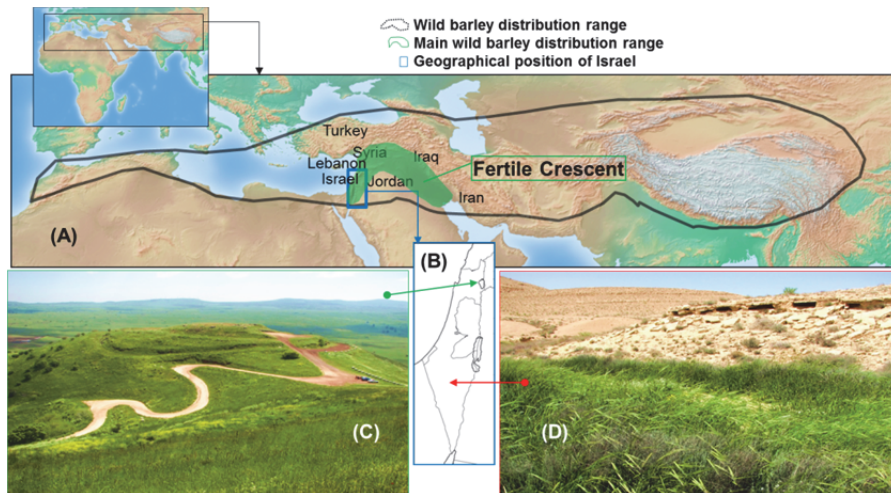 Wild barley distribution range
Main wild barley distribution range
Geographical position of Israel
Turkey
Syria
Iraq
Lebanon
Fertile Crescent
Israel
Jordan
Iran
(A)
(B)
(C)
(D)